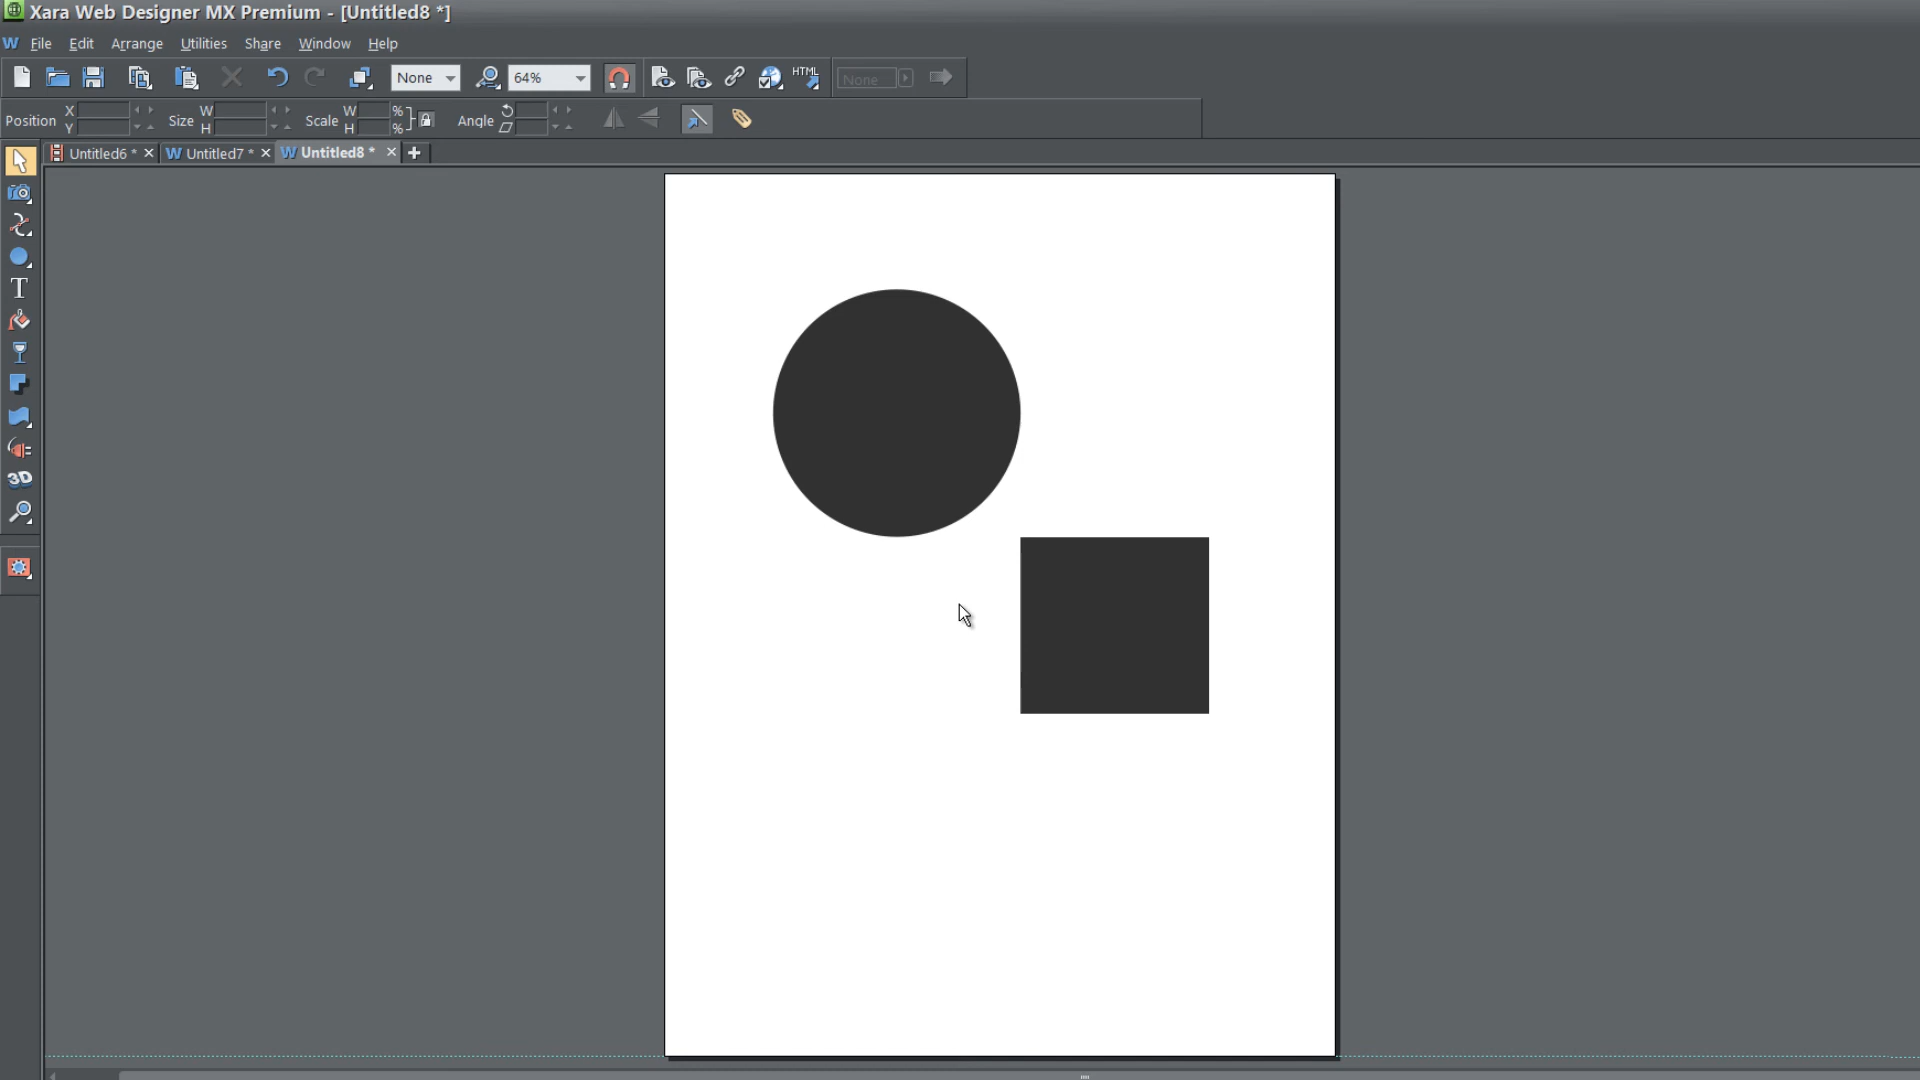 Xara Web Designer MX Premium - [Untitled8 *]
W File Edit Arrange Utilities Share Window Help
None 64% HTML None
Position X Y Size W H Scale W H % % Angle
Untitled6 * W Untitled7 * W Untitled8 *
T
3D